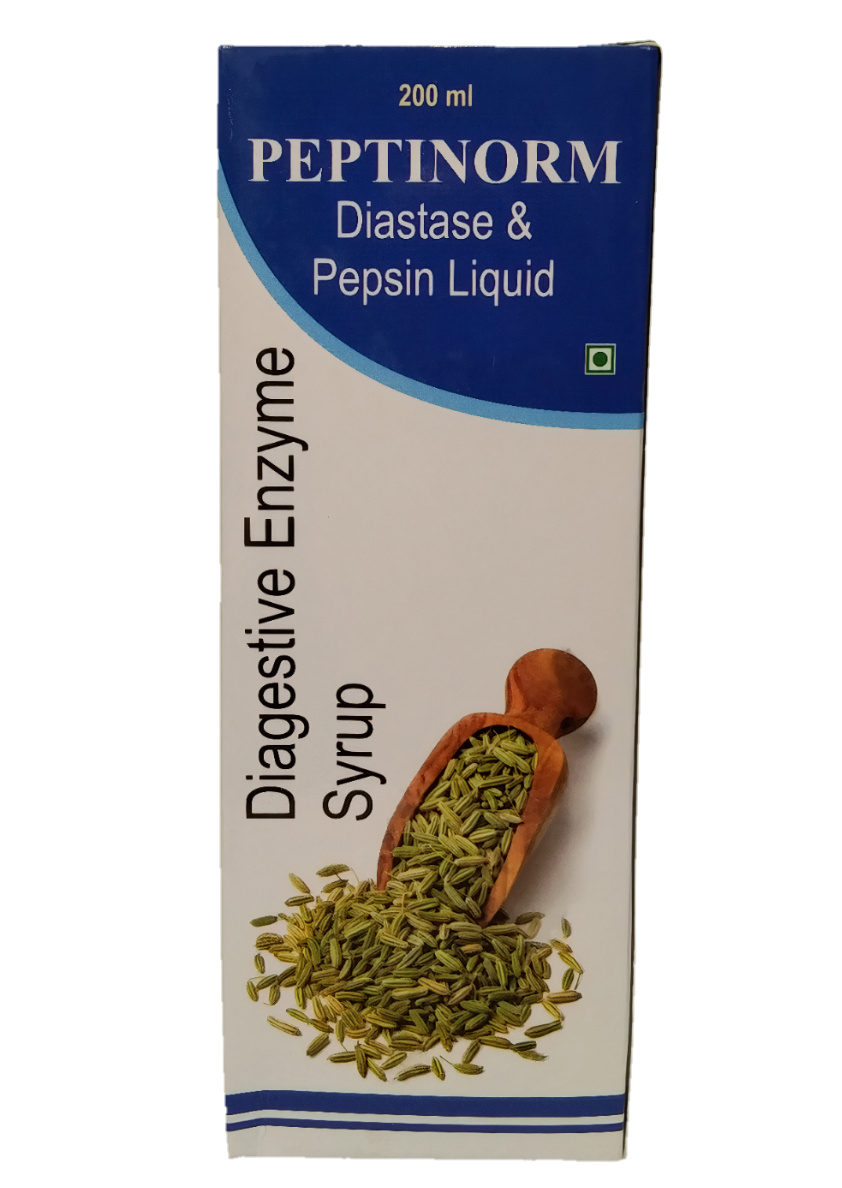 200 ml
PEPTINORM
Diastase &
Pepsin Liquid
Diagestive Enzyme
Syrup